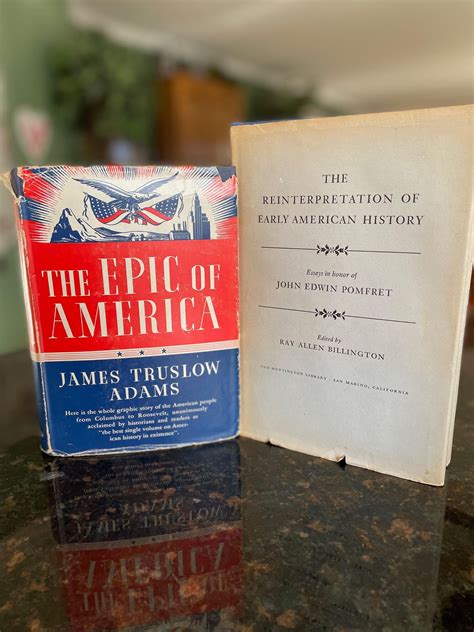 THE EPIC OF
AMERICA
JAMES TRUSLOW
ADAMS
Here is the whole graphic story of the American people
from Columbus to Roosevelt, unanimously
acclaimed by historians and readers as
"the best single volume on Amer-
ican history in existence".
THE
REINTERPRETATION OF
EARLY AMERICAN HISTORY
Essays in honor of
JOHN EDWIN POMFRET
Edited by
RAY ALLEN BILLINGTON
THE HUNTINGTON LIBRARY · SAN MARINO, CALIFORNIA